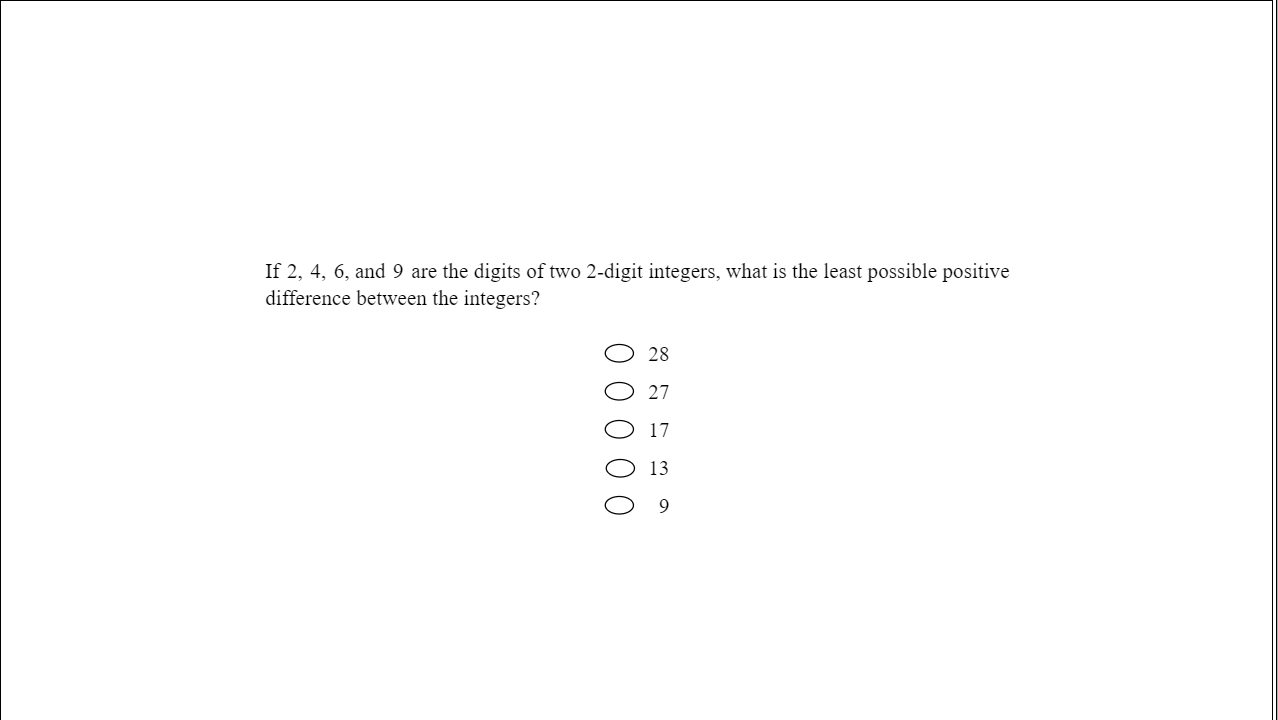 If 2, 4, 6, and 9 are the digits of two 2-digit integers, what is the least possible positive
difference between the integers?
28
27
17
13
9